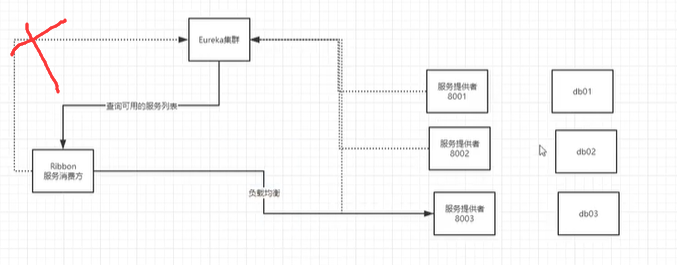 Eureka集群
服务提供者
8001
db01
查询可用的服务列表
服务提供者
8002
db02
Ribbon
服务消费方
负载均衡
服务提供者
8003
db03